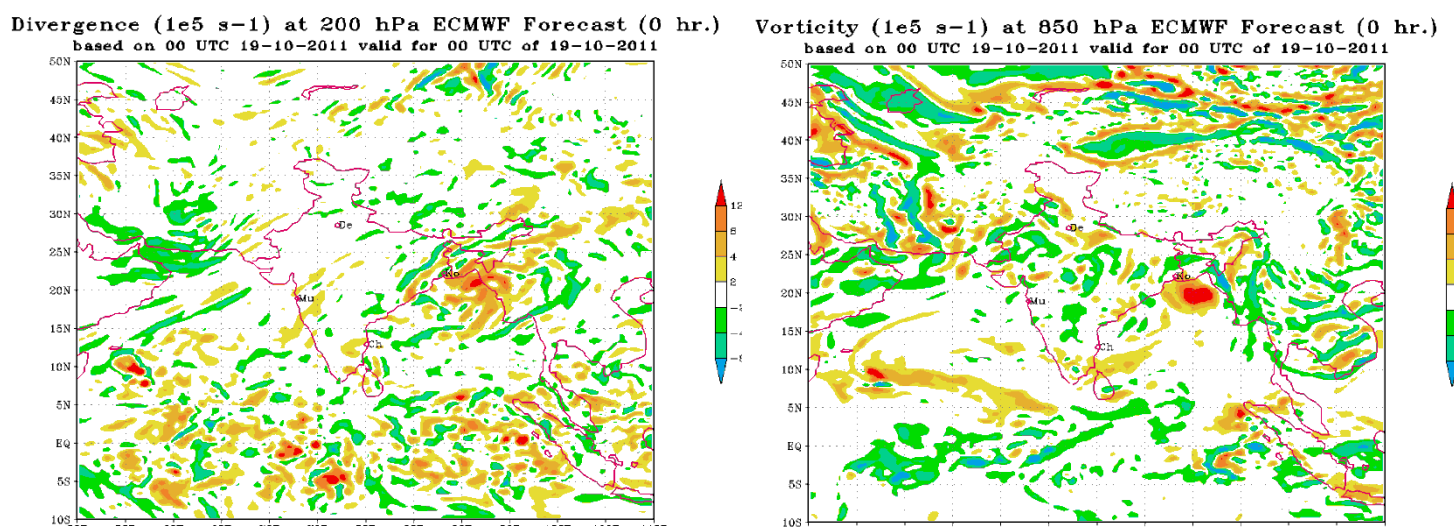 Divergence (1e5 s-1) at 200 hPa ECMWF Forecast (0 hr.)
based on 00 UTC 19-10-2011 valid for 00 UTC of 19-10-2011
50N
45N
40N
35N
30N
25N
20N
15N
10N
5N
EQ
5S
10S
De
Ko
Mu
Ch
12
8
4
2
Vorticity (1e5 s-1) at 850 hPa ECMWF Forecast (0 hr.)
based on 00 UTC 19-10-2011 valid for 00 UTC of 19-10-2011
50N
45N
40N
35N
30N
25N
20N
15N
10N
5N
EQ
5S
10S
De
Ko
Mu
Ch